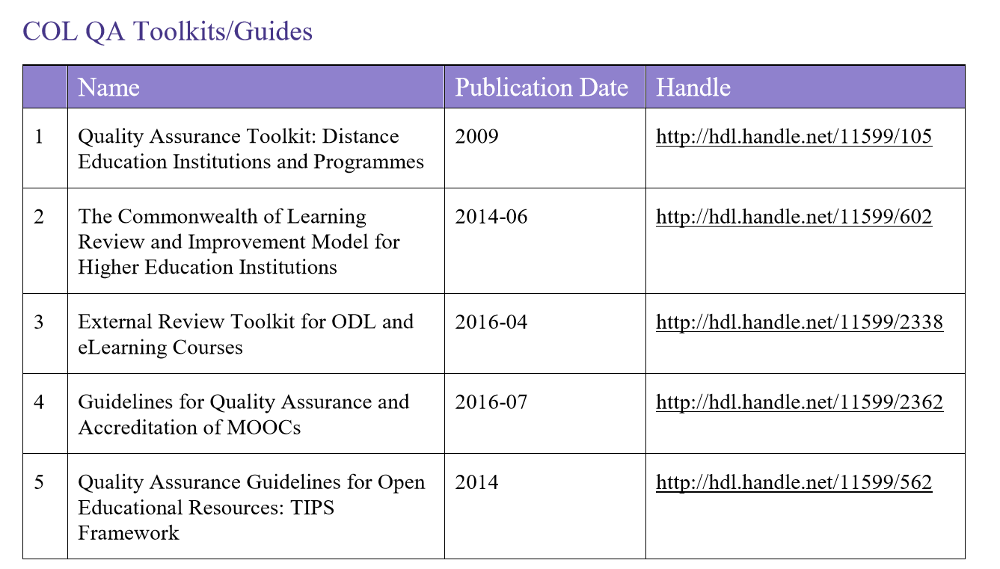 COL QA Toolkits/Guides
Name Publication Date Handle
1 Quality Assurance Toolkit: Distance 2009 http://hdl.handle.net/11599/105
Education Institutions and Programmes
2 The Commonwealth of Learning 2014-06 http://hdl.handle.net/11599/602
Review and Improvement Model for
Higher Education Institutions
3 External Review Toolkit for ODL and 2016-04 http://hdl.handle.net/11599/2338
eLearning Courses
4 Guidelines for Quality Assurance and 2016-07 http://hdl.handle.net/11599/2362
Accreditation of MOOCs
5 Quality Assurance Guidelines for Open 2014 http://hdl.handle.net/11599/562
Educational Resources: TIPS
Framework